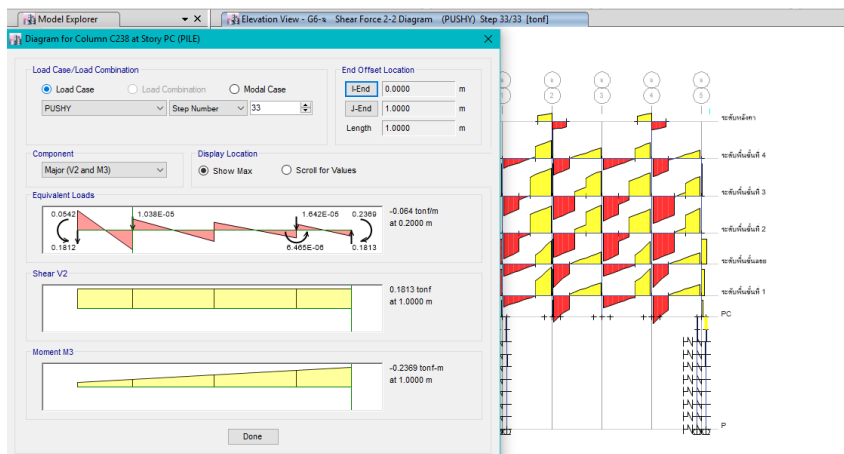 Model Explorer
Elevation View - G6-จ Shear Force 2-2 Diagram (PUSHY) Step 33/33 [tonf]
Diagram for Column C238 at Story PC (PILE)
Load Case/Load Combination
Load Case Load Combination Modal Case
PUSHY Step Number 33
End Offset Location
I-End 0.0000 m
J-End 1.0000 m
Length 1.0000 m
Component
Major (V2 and M3)
Display Location
Show Max Scroll for Values
Equivalent Loads
0.0542 1.038E-05 1.642E-05 0.2369
0.1812 6.465E-06 0.1813
-0.064 tonf/m
at 0.2000 m
Shear V2
0.1813 tonf
at 1.0000 m
Moment M3
-0.2369 tonf-m
at 1.0000 m
Done
2 3 4 5
ระดับหลังคา
ระดับพื้นชั้นที่ 4
ระดับพื้นชั้นที่ 3
ระดับพื้นชั้นที่ 2
ระดับพื้นชั้นลอย
ระดับพื้นชั้นที่ 1
PC
P